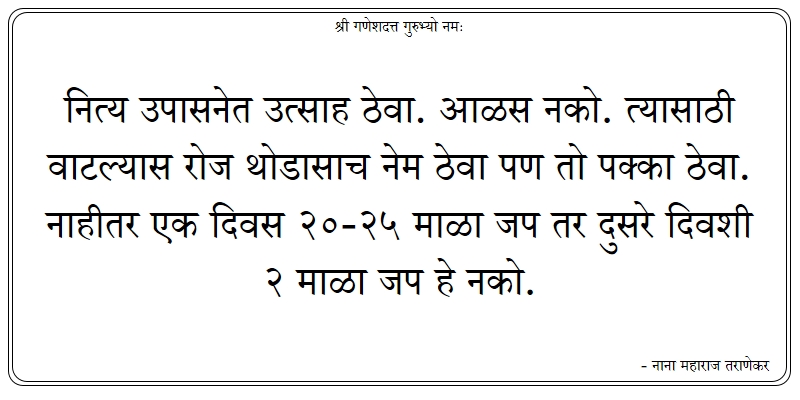 श्री गणेशदत्त गुरुभ्यो नमः
नित्य उपासनेत उत्साह ठेवा. आळस नको. त्यासाठी
वाटल्यास रोज थोडासाच नेम ठेवा पण तो पक्का ठेवा.
नाहीतर एक दिवस २०-२५ माळा जप तर दुसरे दिवशी
२ माळा जप हे नको.
- नाना महाराज तराणेकर